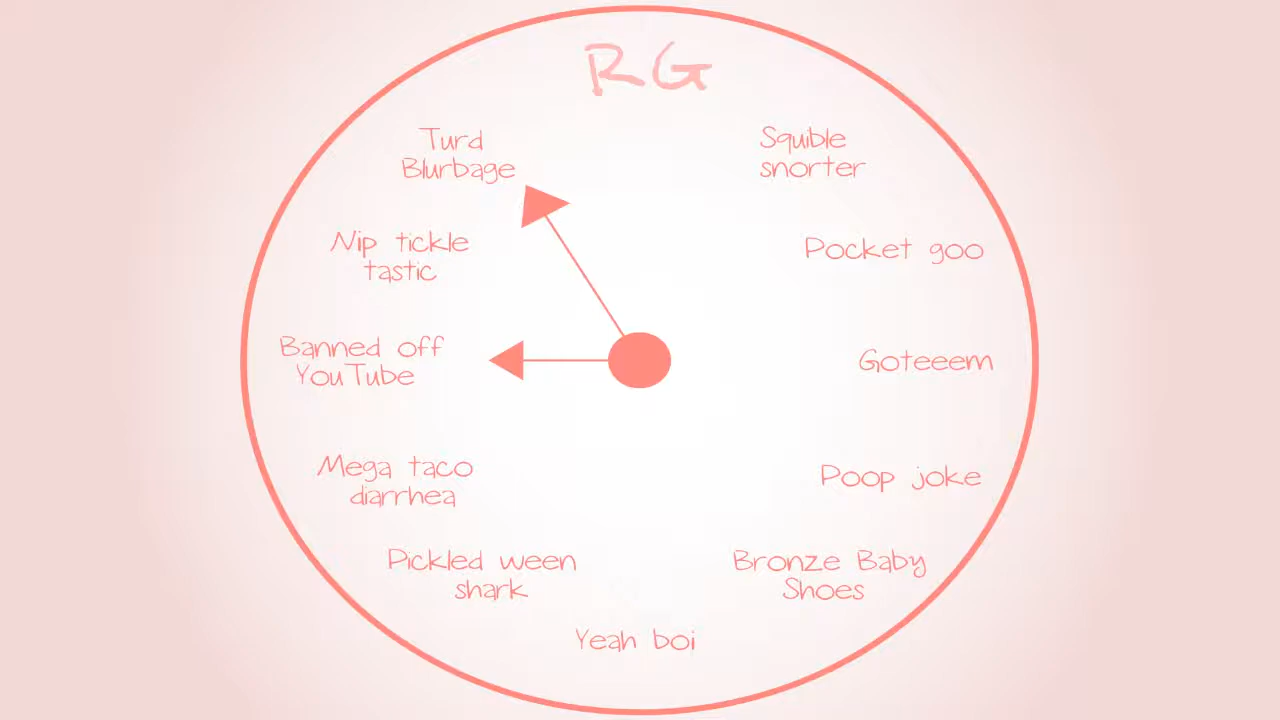 RG
Squible
snorter
Pocket goo
Goteeem
Poop joke
Bronze Baby
Shoes
Yeah boi
Pickled ween
shark
Mega taco
diarrhea
Banned off
YouTube
Nip tickle
tastic
Turd
Blurbage